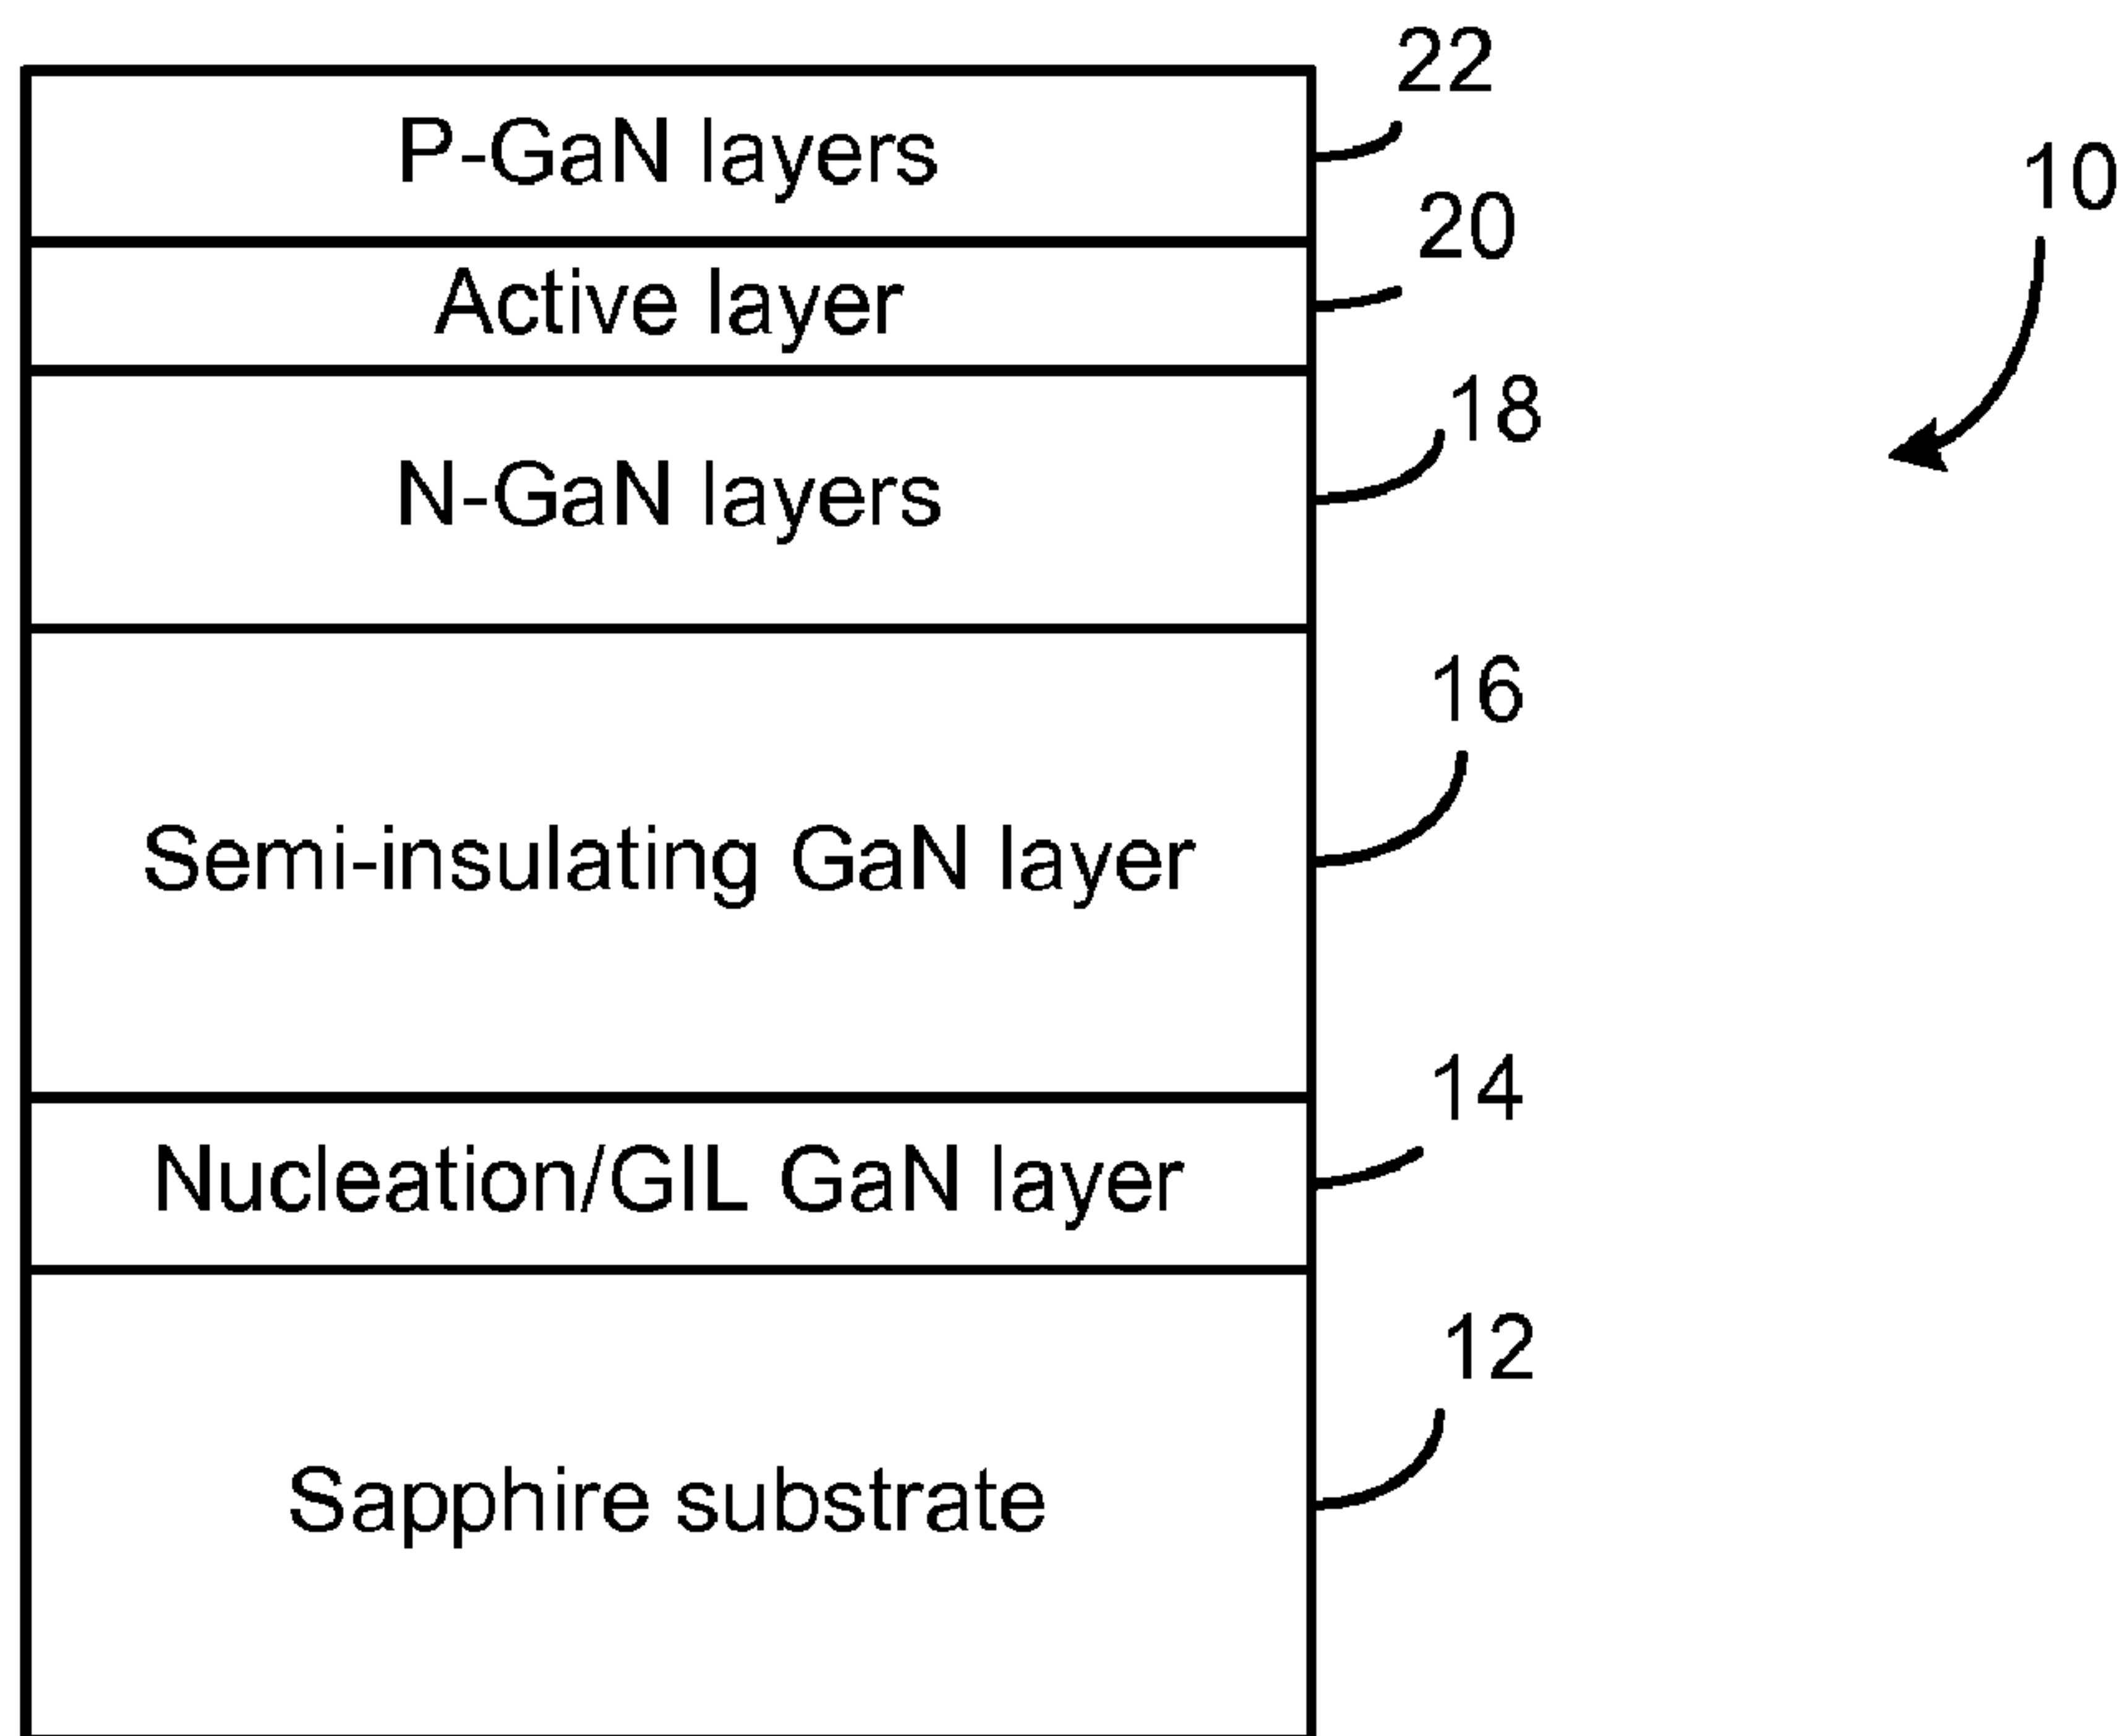 22
P-GaN layers
10
20
Active layer
18
N-GaN layers
16
Semi-insulating GaN layer
14
Nucleation/GIL GaN layer
12
Sapphire substrate